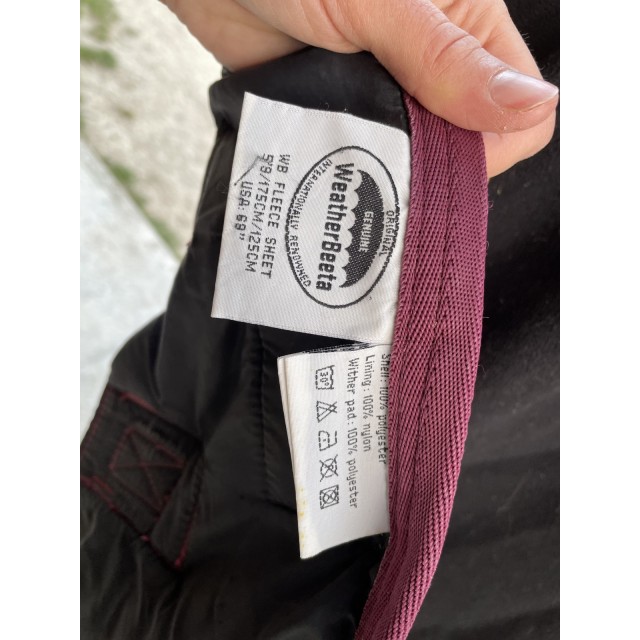 ORIGINAL
GENUINE
WeatherBeeta
INTERNATIONALLY RENOWNED
WB FLEECE SHEET
5'9/175CM/125CM
USA: 69"
Shell: 100% polyester
Lining: 100% nylon
Wither pad: 100% polyester
30°